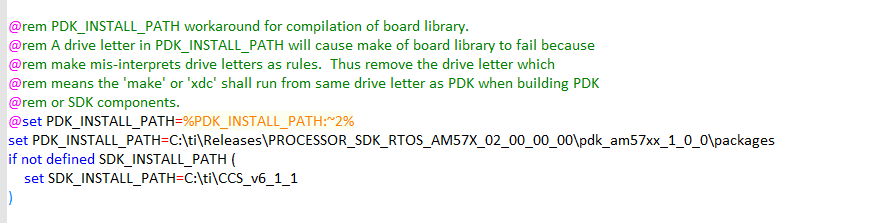 @rem PDK_INSTALL_PATH workaround for compilation of board library.
@rem A drive letter in PDK_INSTALL_PATH will cause make of board library to fail because
@rem make mis-interprets drive letters as rules.  Thus remove the drive letter which
@rem means the 'make' or 'xdc' shall run from same drive letter as PDK when building PDK
@rem or SDK components.
@set PDK_INSTALL_PATH=%PDK_INSTALL_PATH:~2%
set PDK_INSTALL_PATH=C:\ti\Releases\PROCESSOR_SDK_RTOS_AM57X_02_00_00_00\pdk_am57xx_1_0_0\packages
if not defined SDK_INSTALL_PATH (
    set SDK_INSTALL_PATH=C:\ti\CCS_v6_1_1
)